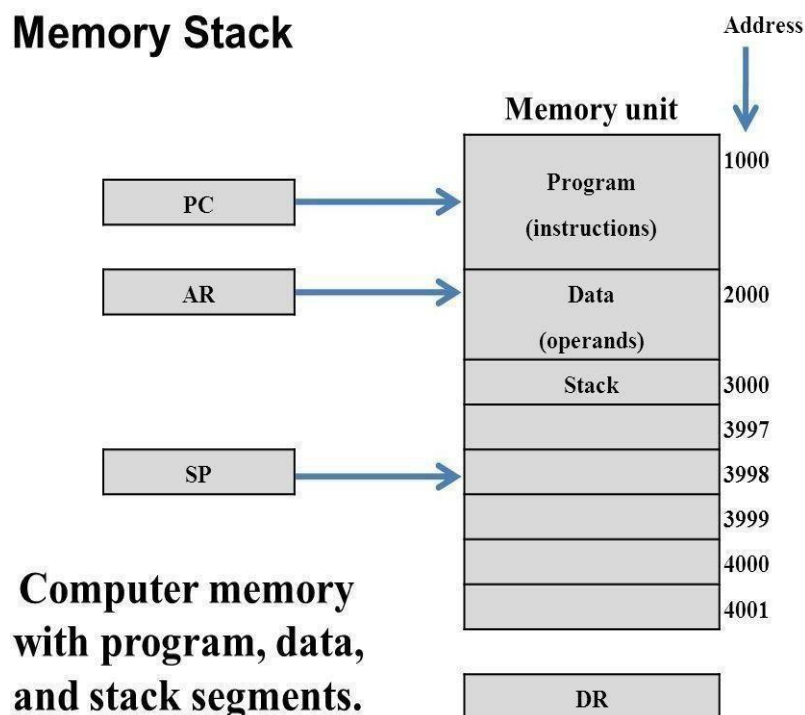 Memory Stack
Address
Memory unit
1000
Program
(instructions)
PC
AR
Data
2000
(operands)
Stack
3000
3997
SP
3998
3999
4000
4001
Computer memory
with program, data,
and stack segments.
DR